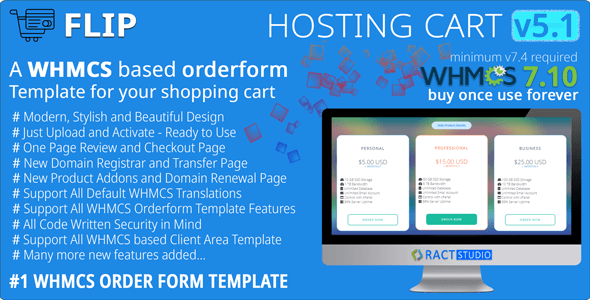 FLIP
HOSTING CART v5.1
minimum v7.4 required
WHMCS 7.10
buy once use forever
A WHMCS based orderform
Template for your shopping cart
# Modern, Stylish and Beautiful Design
# Just Upload and Activate - Ready to Use
# One Page Review and Checkout Page
# New Domain Registrar and Transfer Page
# New Product Addons and Domain Renewal Page
# Support All Default WHMCS Translations
# Support All WHMCS Orderform Template Features
# All Code Written Security in Mind
# Support All WHMCS based Client Area Template
# Many more new features added...
#1 WHMCS ORDER FORM TEMPLATE
PERSONAL
$5.00 USD
ORDER NOW
PROFESSIONAL
$15.00 USD
ORDER NOW
BUSINESS
$25.00 USD
ORDER NOW
RACTSTUDIO